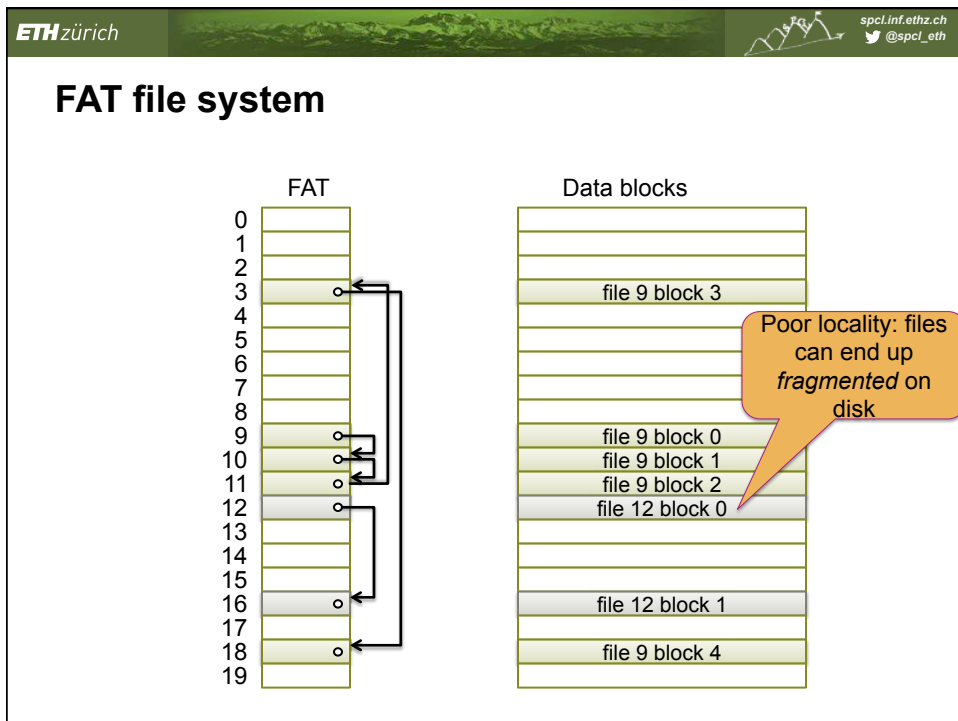 ETH zürich
spcl.inf.ethz.ch
@spcl_eth
FAT file system
FAT
Data blocks
0
1
2
3
file 9 block 3
4
5
6
7
8
Poor locality: files
can end up
fragmented on
disk
9
file 9 block 0
10
file 9 block 1
11
file 9 block 2
12
file 12 block 0
13
14
15
16
file 12 block 1
17
18
file 9 block 4
19